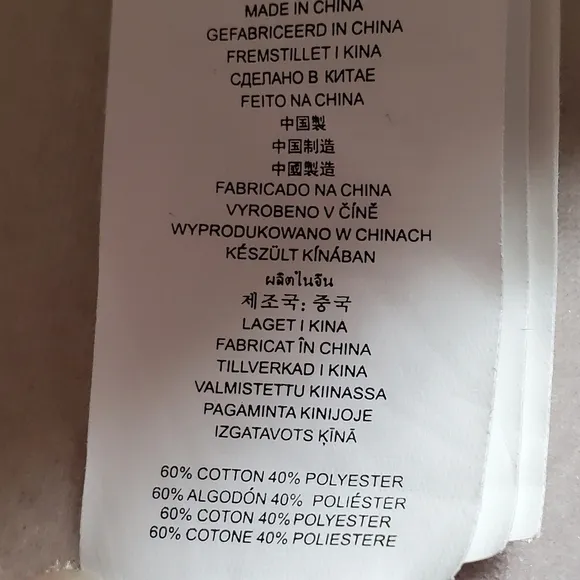 MADE IN CHINA
GEFABRICEERD IN CHINA
FREMSTILLET I KINA
СДЕЛАНО В КИТАЕ
FEITO NA CHINA
中国製
中国制造
中國製造
FABRICADO NA CHINA
VYROBENO V ČÍNĚ
WYPRODUKOWANO W CHINACH
KÉSZÜLT KÍNÁBAN
ผลิตในจีน
제조국: 중국
LAGET I KINA
FABRICAT ÎN CHINA
TILLVERKAD I KINA
VALMISTETTU KIINASSA
PAGAMINTA KINIJOJE
IZGATAVOTS ĶĪNĀ
60% COTTON 40% POLYESTER
60% ALGODÓN 40% POLIÉSTER
60% COTON 40% POLYESTER
60% COTONE 40% POLIESTERE